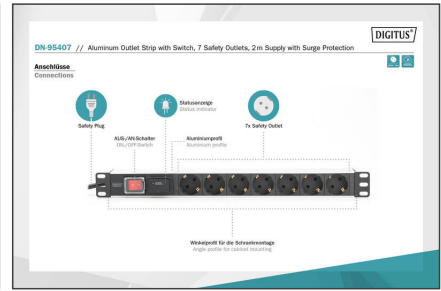 DIGITUS®
DN-95407 // Aluminum Outlet Strip with Switch, 7 Safety Outlets, 2 m Supply with Surge Protection
Anschlüsse
Connections
Safety Plug
Statusanzeige
Status indicator
7x Safety Outlet
AUS-/AN-Schalter
ON-/OFF-Switch
Aluminiumprofil
Aluminium profile
Winkelprofil für die Schrankmontage
Angle profile for cabinet mounting